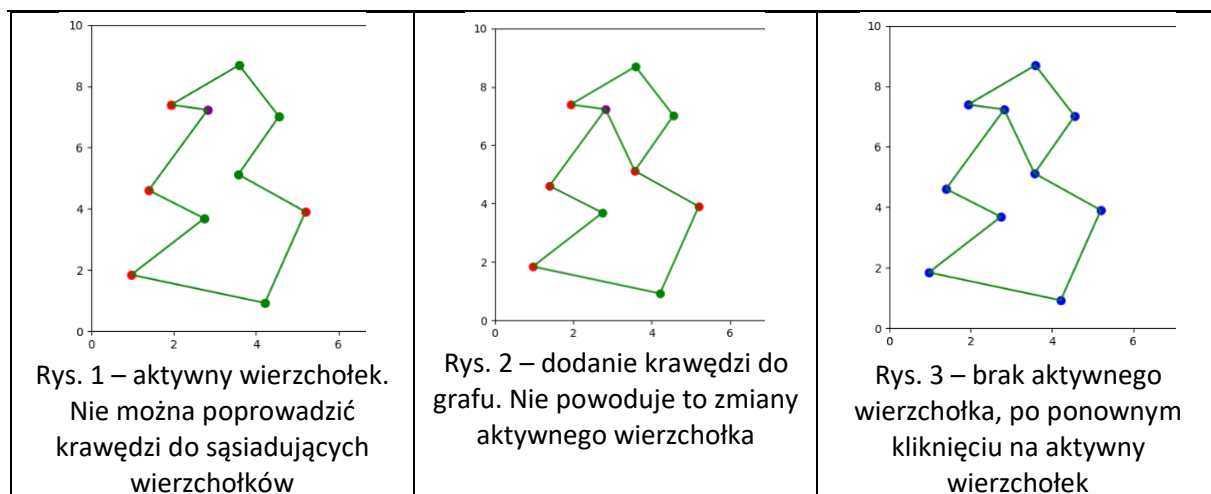 10
8
6
4
2
0
0 2 4 6
Rys. 1 – aktywny wierzchołek.
Nie można poprowadzić
krawędzi do sąsiadujących
wierzchołków
10
8
6
4
2
0
0 2 4 6
Rys. 2 – dodanie krawędzi do
grafu. Nie powoduje to zmiany
aktywnego wierzchołka
10
8
6
4
2
0
0 2 4 6
Rys. 3 – brak aktywnego
wierzchołka, po ponownym
kliknięciu na aktywny
wierzchołek